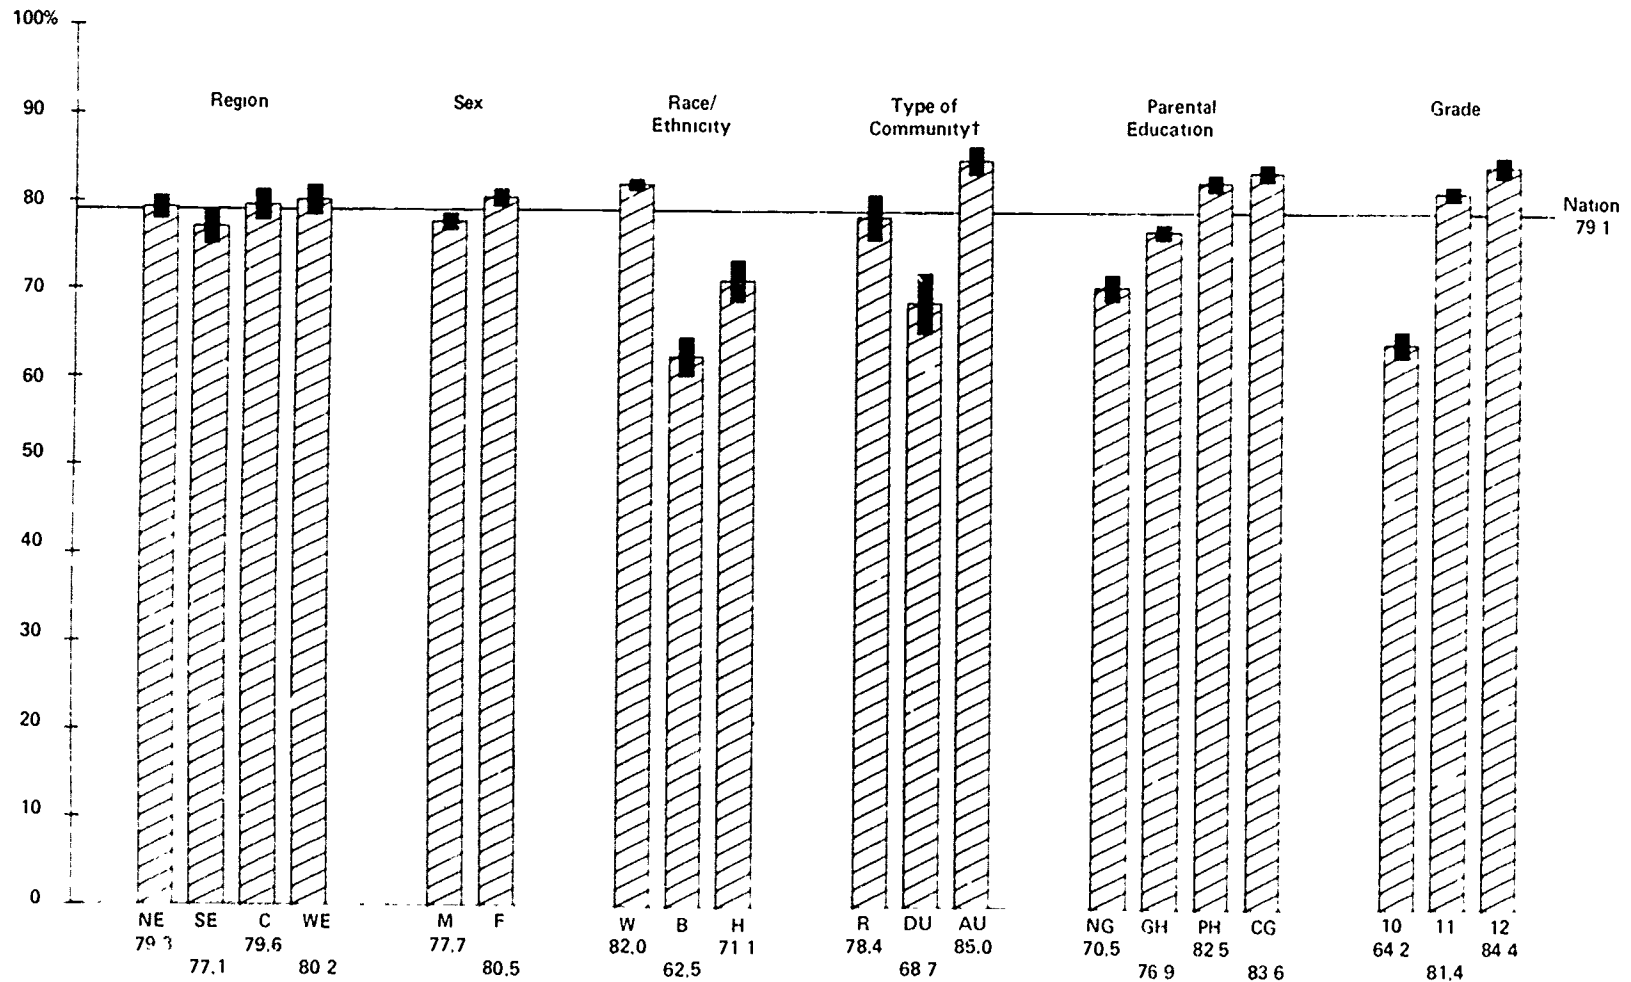 100%
90
80
70
60
50
40
30
20
10
0
Region
Sex
Race/
Ethnicity
Type of
Community†
Parental
Education
Grade
Nation
79 1
NE SE C WE
79.6
77.1 80 2
M F
77.7
80.5
W B H
82.0 71 1
62.5
R DU AU
78.4 85.0
68 7
NG GH PH CG
70.5 82 5
76 9 83 6
10 11 12
64 2 84 4
81.4